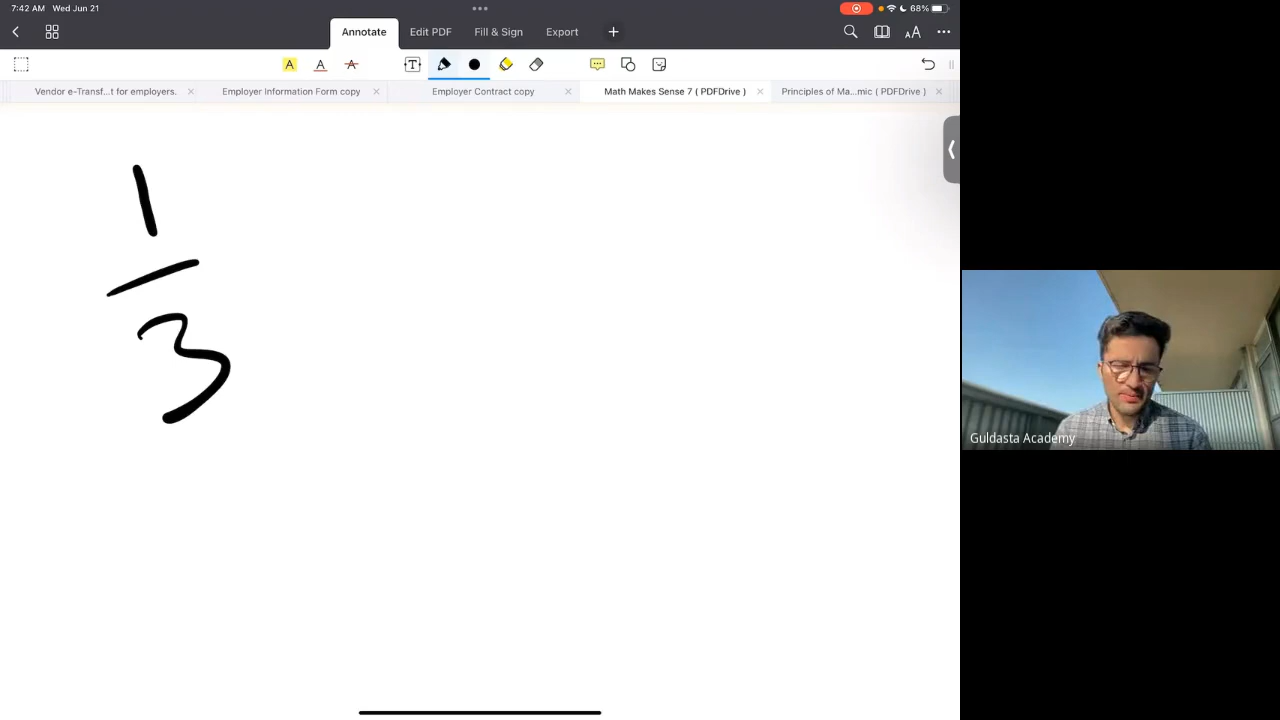 7:42 AM Wed Jun 21
68%
Annotate Edit PDF Fill & Sign Export
Vendor e-Transf...t for employers. Employer Information Form copy Employer Contract copy Math Makes Sense 7 ( PDFDrive ) Principles of Ma...mic ( PDFDrive )
1
3
Guldasta Academy